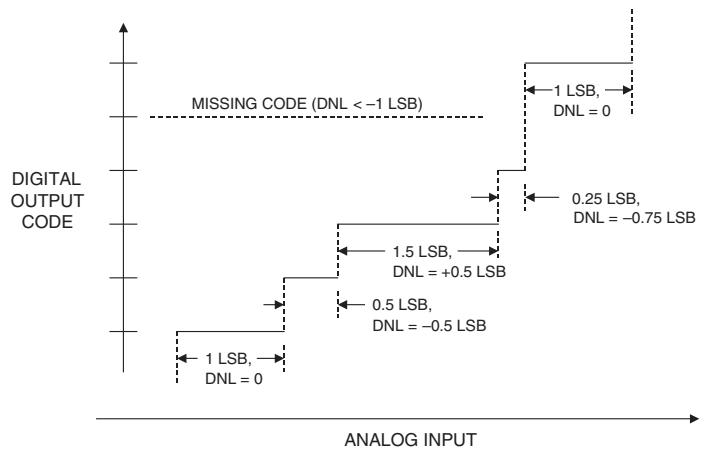 1 LSB,
DNL = 0
MISSING CODE (DNL < –1 LSB)
DIGITAL
OUTPUT
CODE
0.25 LSB,
DNL = –0.75 LSB
1.5 LSB,
DNL = +0.5 LSB
0.5 LSB,
DNL = –0.5 LSB
1 LSB,
DNL = 0
ANALOG INPUT